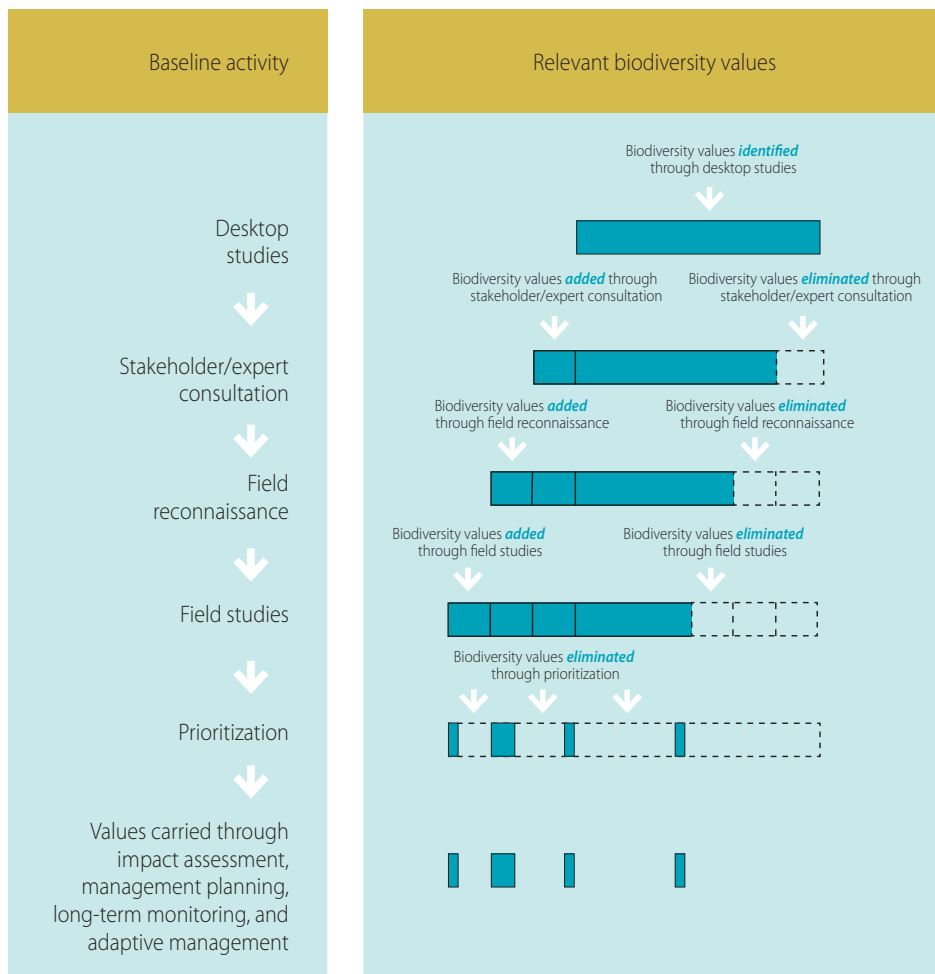 Baseline activity
Relevant biodiversity values
Biodiversity values identified
through desktop studies
Desktop
studies
Biodiversity values added through
stakeholder/expert consultation
Biodiversity values eliminated through
stakeholder/expert consultation
Stakeholder/expert
consultation
Biodiversity values added
through field reconnaissance
Biodiversity values eliminated
through field reconnaissance
Field
reconnaissance
Biodiversity values added
through field studies
Biodiversity values eliminated
through field studies
Field studies
Biodiversity values eliminated
through prioritization
Prioritization
Values carried through
impact assessment,
management planning,
long-term monitoring, and
adaptive management